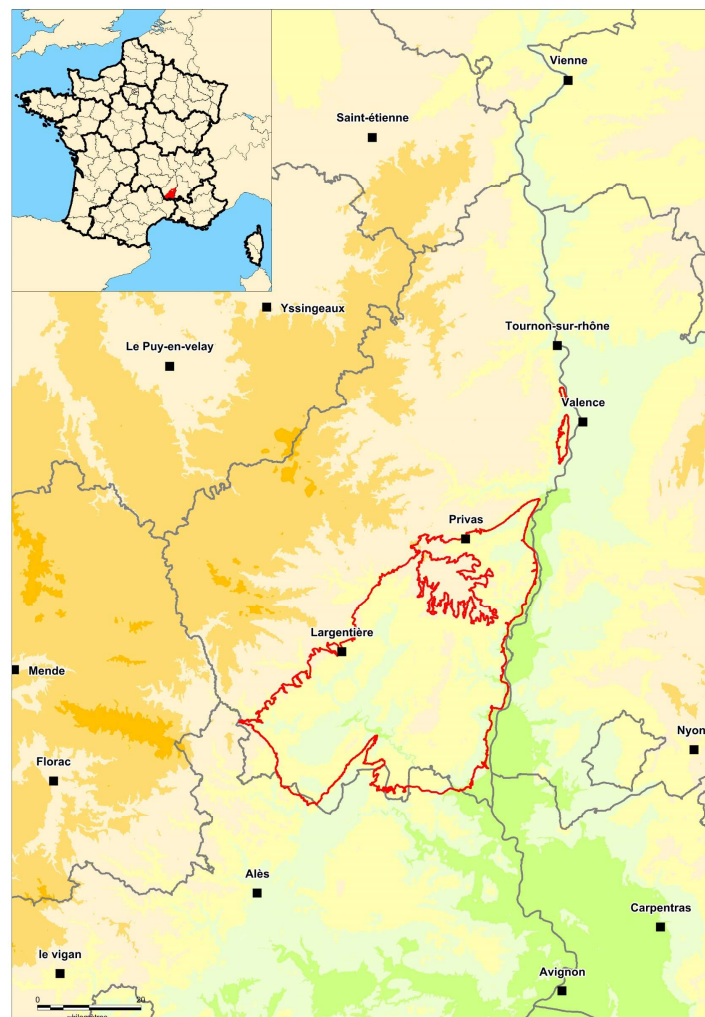 Vienne
Saint-étienne
Yssingeaux
Tournon-sur-rhône
Le Puy-en-velay
Valence
Privas
Largentière
Mende
Nyon
Florac
Alès
Carpentras
le vigan
Avignon
0 20